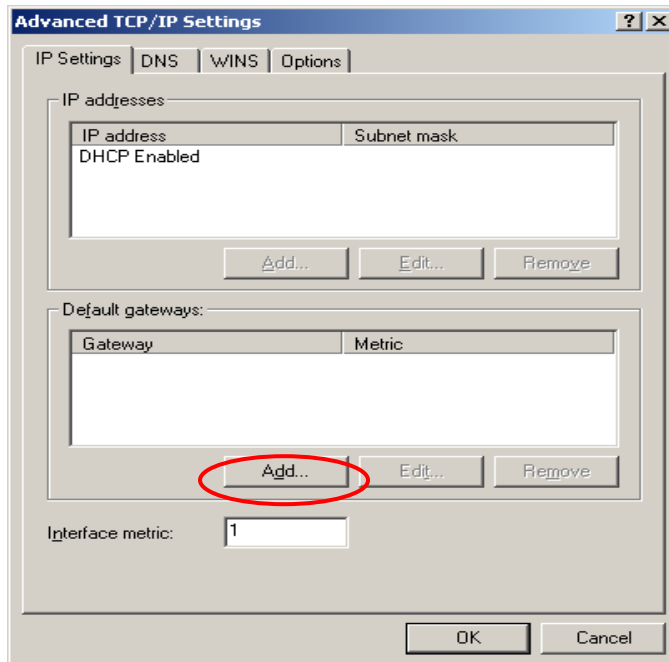 Advanced TCP/IP Settings
IP Settings DNS WINS Options
IP addresses
IP address Subnet mask
DHCP Enabled
Add... Edit... Remove
Default gateways:
Gateway Metric
Add... Edit... Remove
Interface metric: 1
OK Cancel